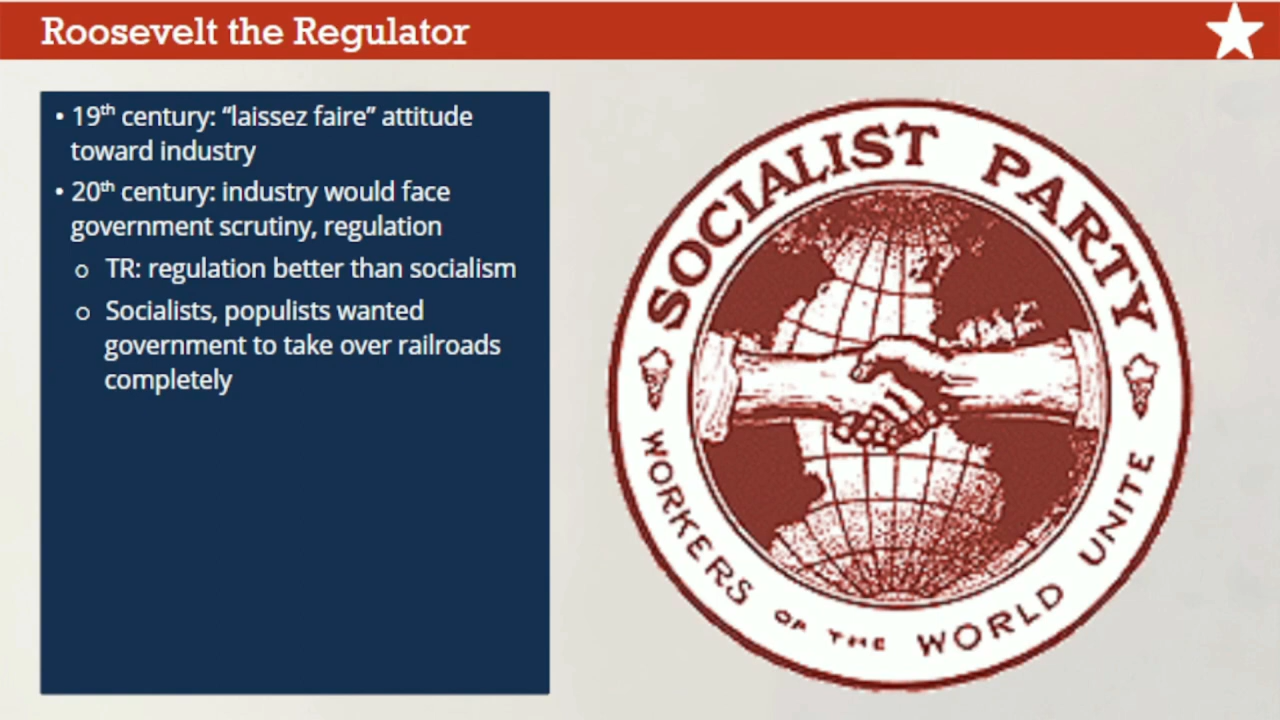 Roosevelt the Regulator
• 19th century: “laissez faire” attitude
toward industry
• 20th century: industry would face
government scrutiny, regulation
o TR: regulation better than socialism
o Socialists, populists wanted
government to take over railroads
completely
SOCIALIST PARTY
WORKERS OF THE WORLD UNITE